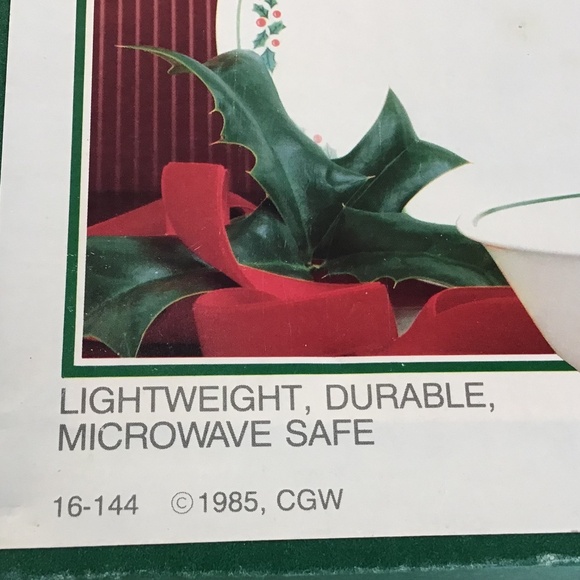 LIGHTWEIGHT, DURABLE,
MICROWAVE SAFE
16-144 ©1985, CGW